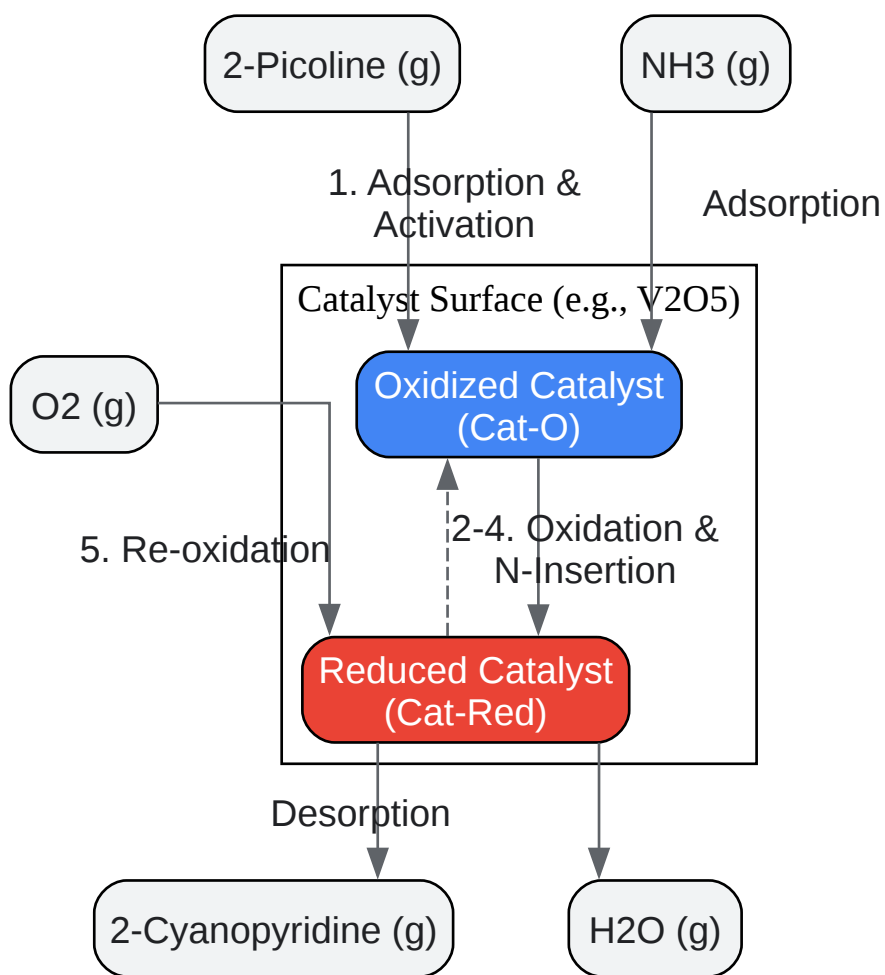 2-Picoline (g)
NH3 (g)
1. Adsorption &
Activation
Adsorption
Catalyst Surface (e.g., V2O5)
Oxidized Catalyst
(Cat-O)
O2 (g)
2-4. Oxidation &
N-Insertion
5. Re-oxidation
Reduced Catalyst
(Cat-Red)
Desorption
2-Cyanopyridine (g)
H2O (g)